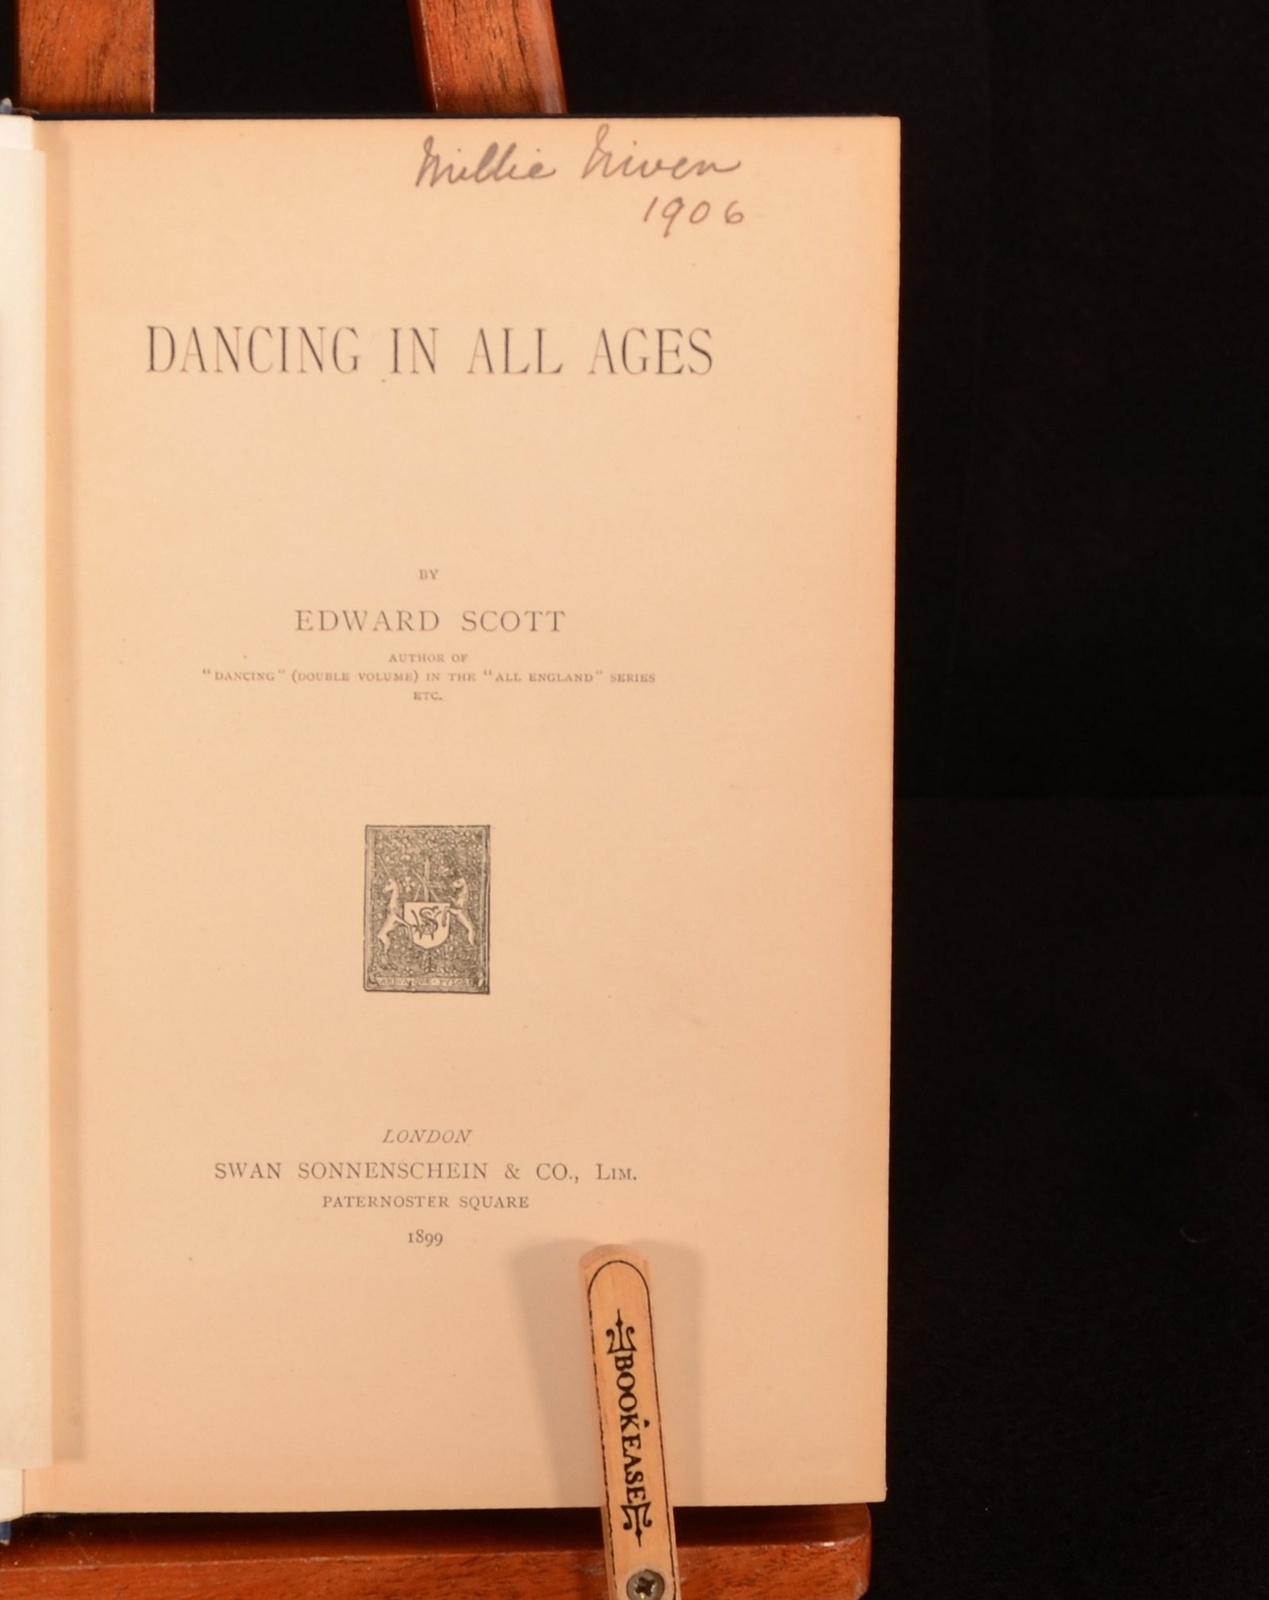 Millie Niven
1906
DANCING IN ALL AGES
BY
EDWARD SCOTT
AUTHOR OF
"DANCING" (DOUBLE VOLUME) IN THE "ALL ENGLAND" SERIES
ETC.
VSS
LONDON
SWAN SONNENSCHEIN & CO., LIM.
PATERNOSTER SQUARE
1899
BOOKEASE